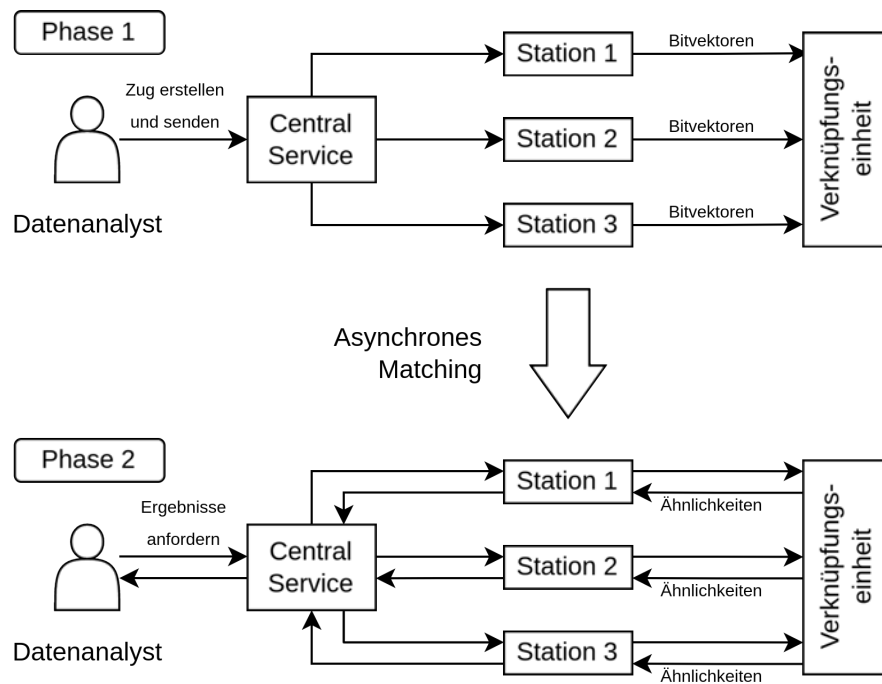 Phase 1
Zug erstellen
und senden
Datenanalyst
Central
Service
Station 1
Station 2
Station 3
Bitvektoren
Bitvektoren
Bitvektoren
Verknüpfungs-
einheit
Asynchrones
Matching
Phase 2
Ergebnisse
anfordern
Datenanalyst
Central
Service
Station 1
Station 2
Station 3
Ähnlichkeiten
Ähnlichkeiten
Ähnlichkeiten
Verknüpfungs-
einheit